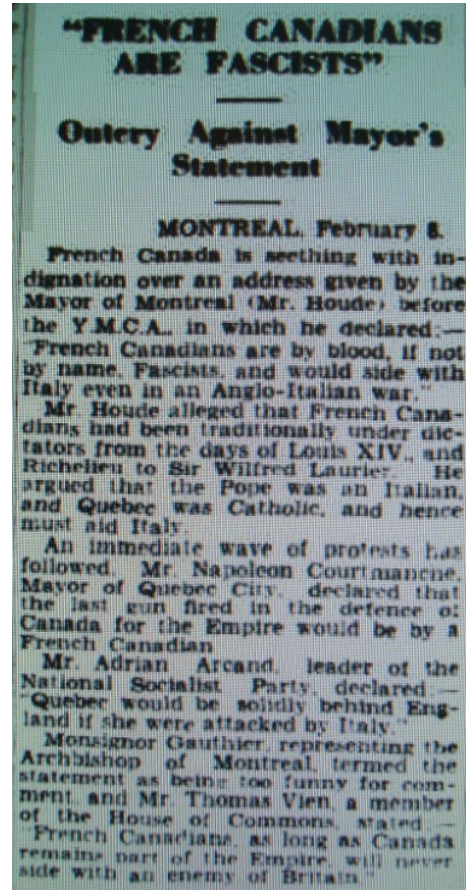 "FRENCH CANADIANS
ARE FASCISTS"
Outcry Against Mayor's
Statement
MONTREAL, February 8.
French Canada is seething with in-
dignation over an address given by the
Mayor of Montreal (Mr. Houde) before
the Y.M.C.A., in which he declared:—
"French Canadians are by blood, if not
by name, Fascists, and would side with
Italy even in an Anglo-Italian war."
Mr. Houde alleged that French Cana-
dians had been traditionally under dic-
tators from the days of Louis XIV., and
Richelieu to Sir Wilfred Laurier. He
argued that the Pope was an Italian,
and Quebec was Catholic, and hence
must aid Italy.
An immediate wave of protests has
followed. Mr. Napoleon Courtmanche,
Mayor of Quebec City, declared that
the last gun fired in the defence of
Canada for the Empire would be by a
French Canadian
Mr. Adrian Arcand, leader of the
National Socialist Party, declared:—
"Quebec would be solidly behind Eng-
land if she were attacked by Italy."
Monsignor Gauthier, representing the
Archbishop of Montreal, termed the
statement as being too funny for com-
ment, and Mr. Thomas Vien, a member
of the House of Commons, stated:—
"French Canadians, as long as Canada
remains part of the Empire, will never
side with an enemy of Britain."